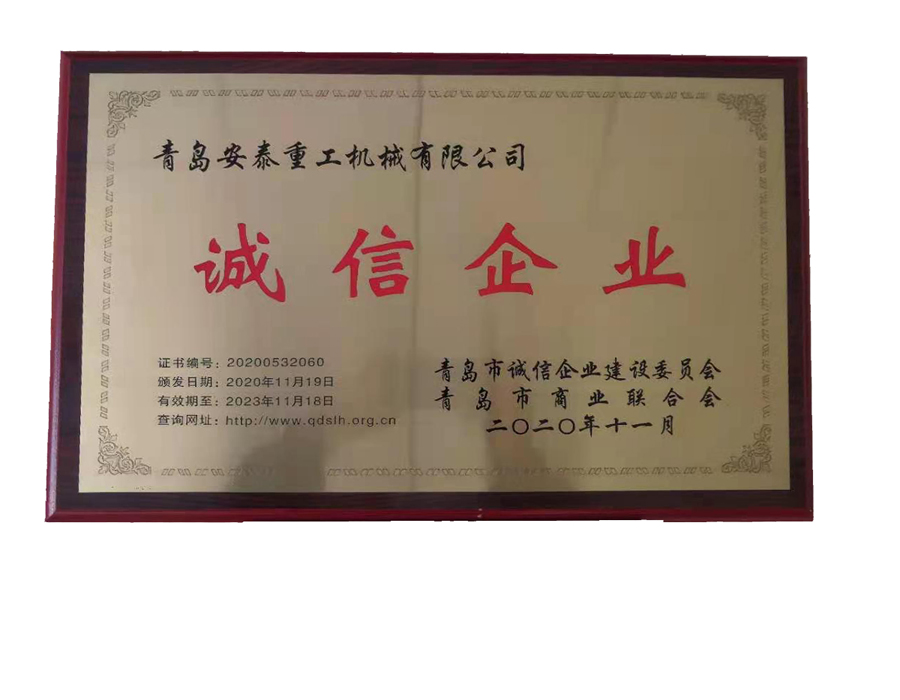 青岛安泰重工机械有限公司
诚信企业
证书编号：20200532060
颁发日期：2020年11月19日
有效期至：2023年11月18日
查询网址：http://www.qdslh.org.cn
青岛市诚信企业建设委员会
青岛市商业联合会
二〇二〇年十一月